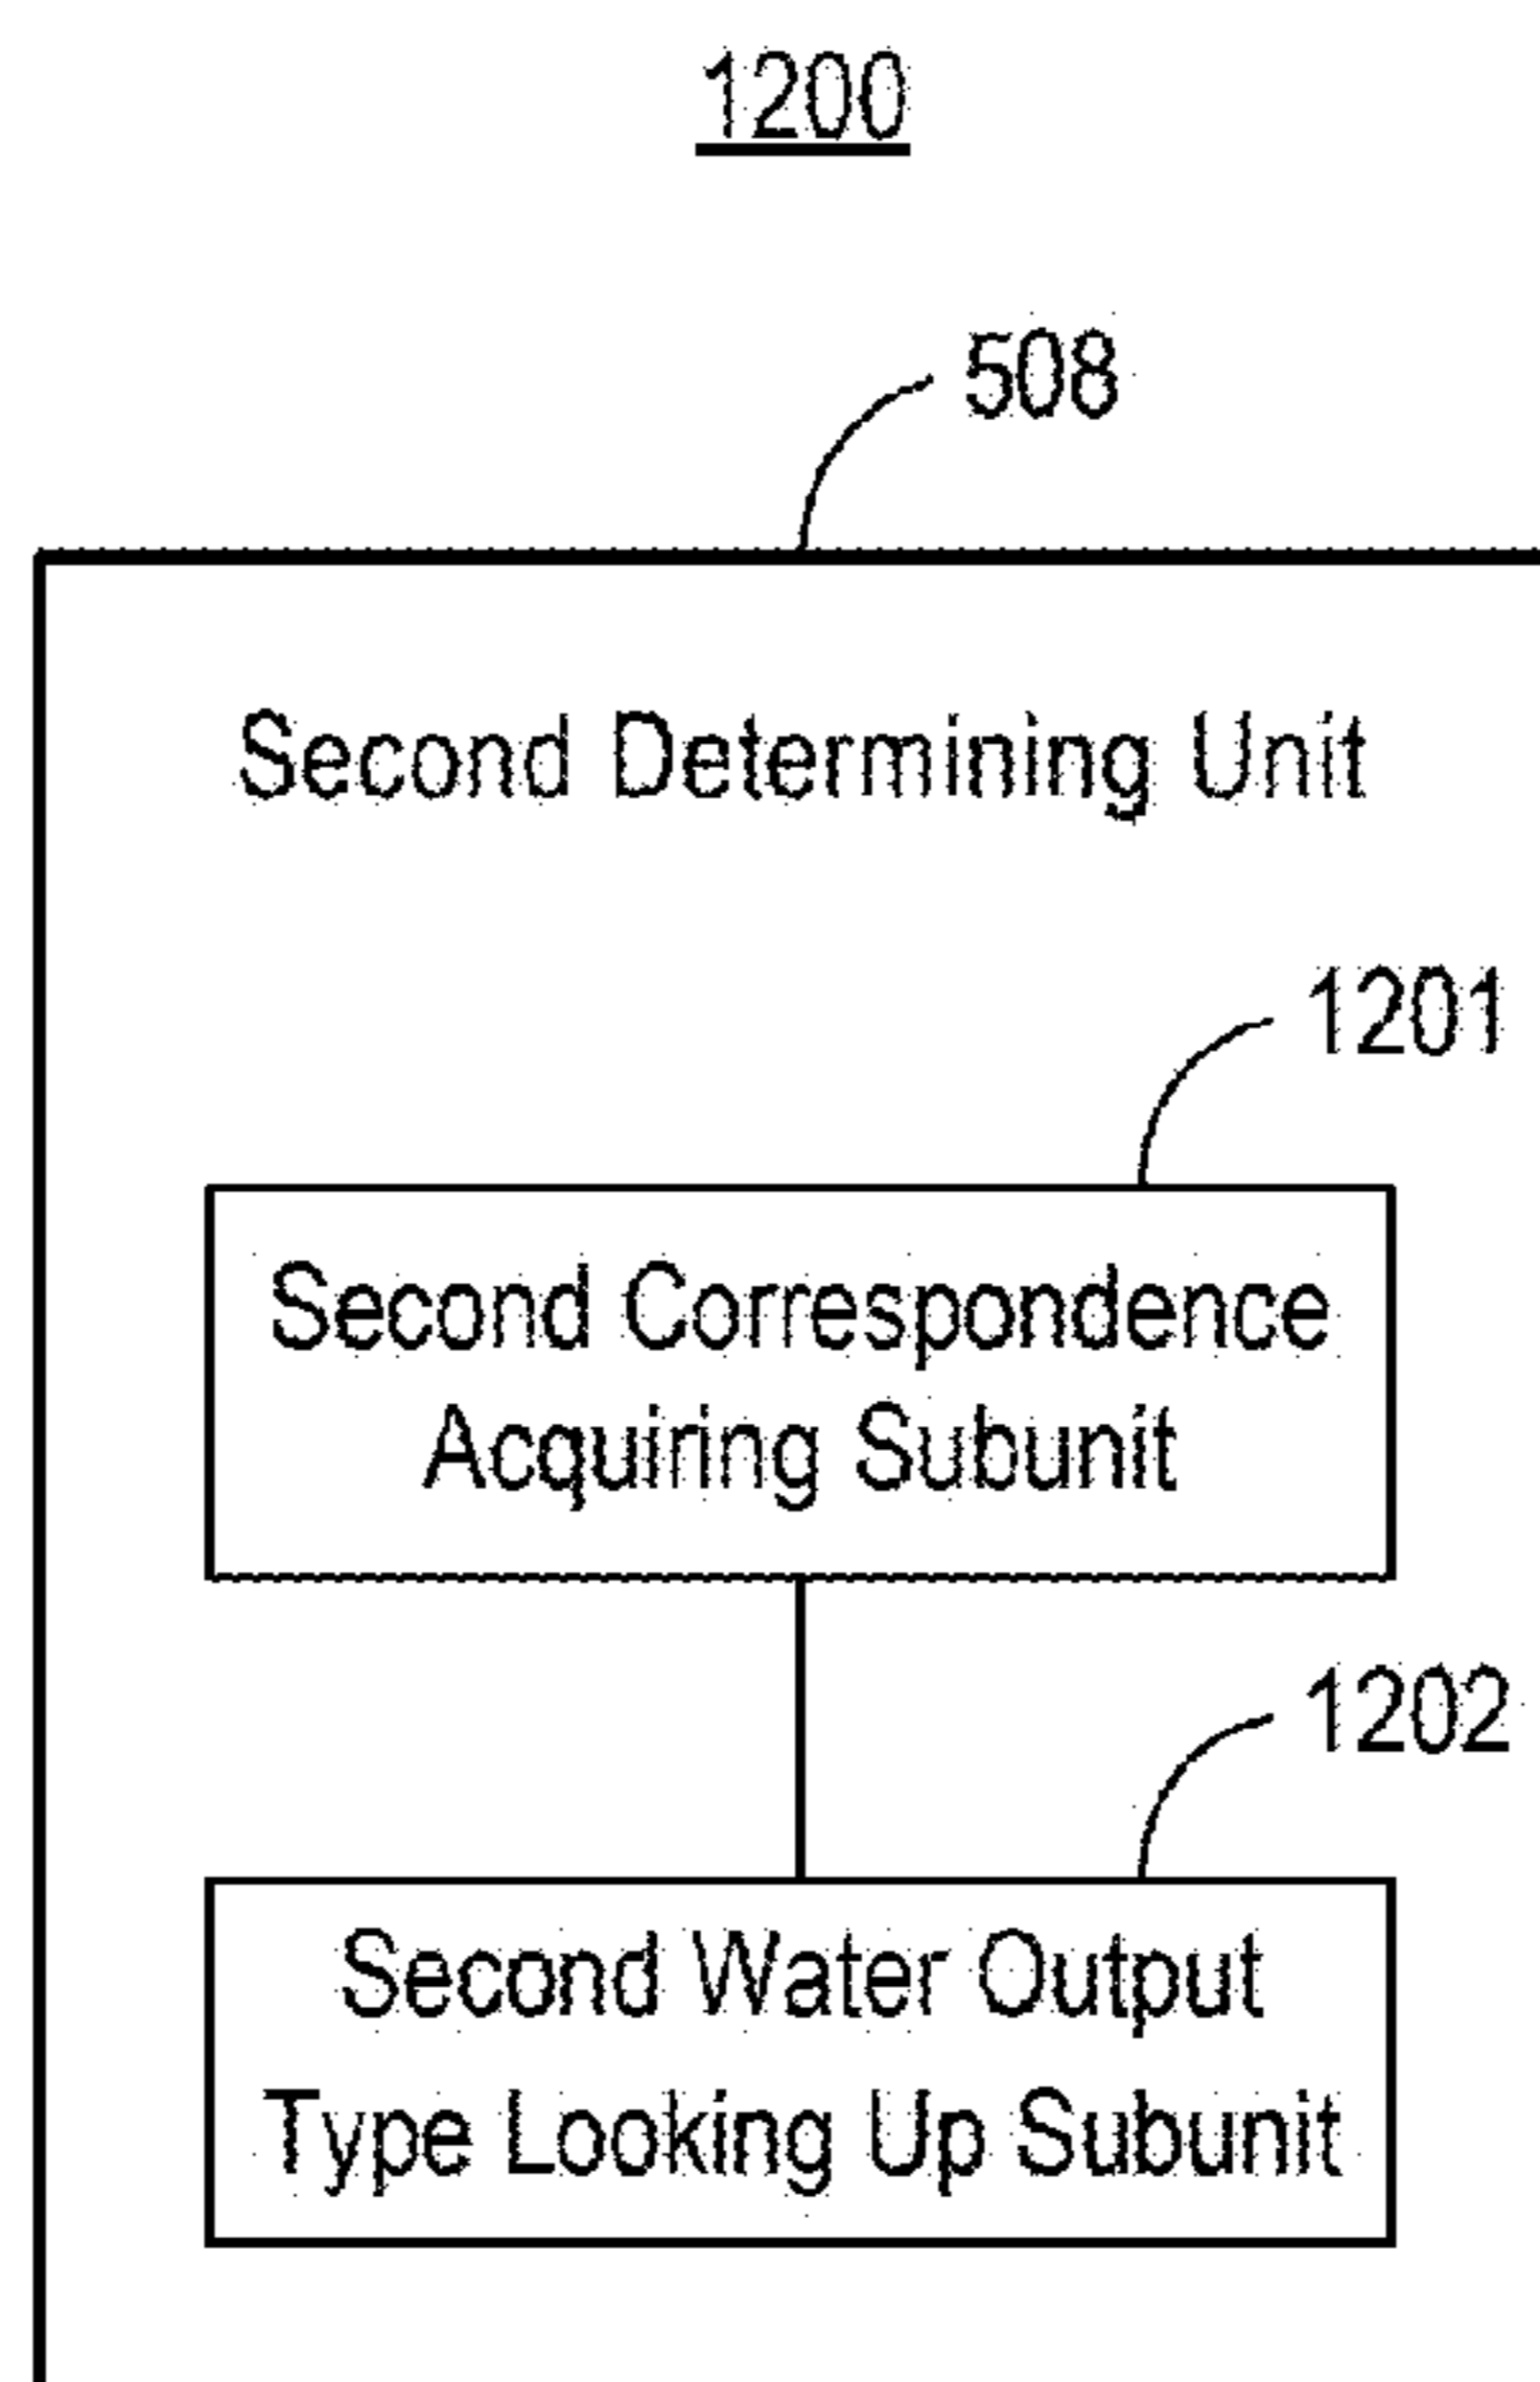 1200
508
Second Determining Unit
1201
Second Correspondence
Acquiring Subunit
1202
Second Water Output
Type Looking Up Subunit